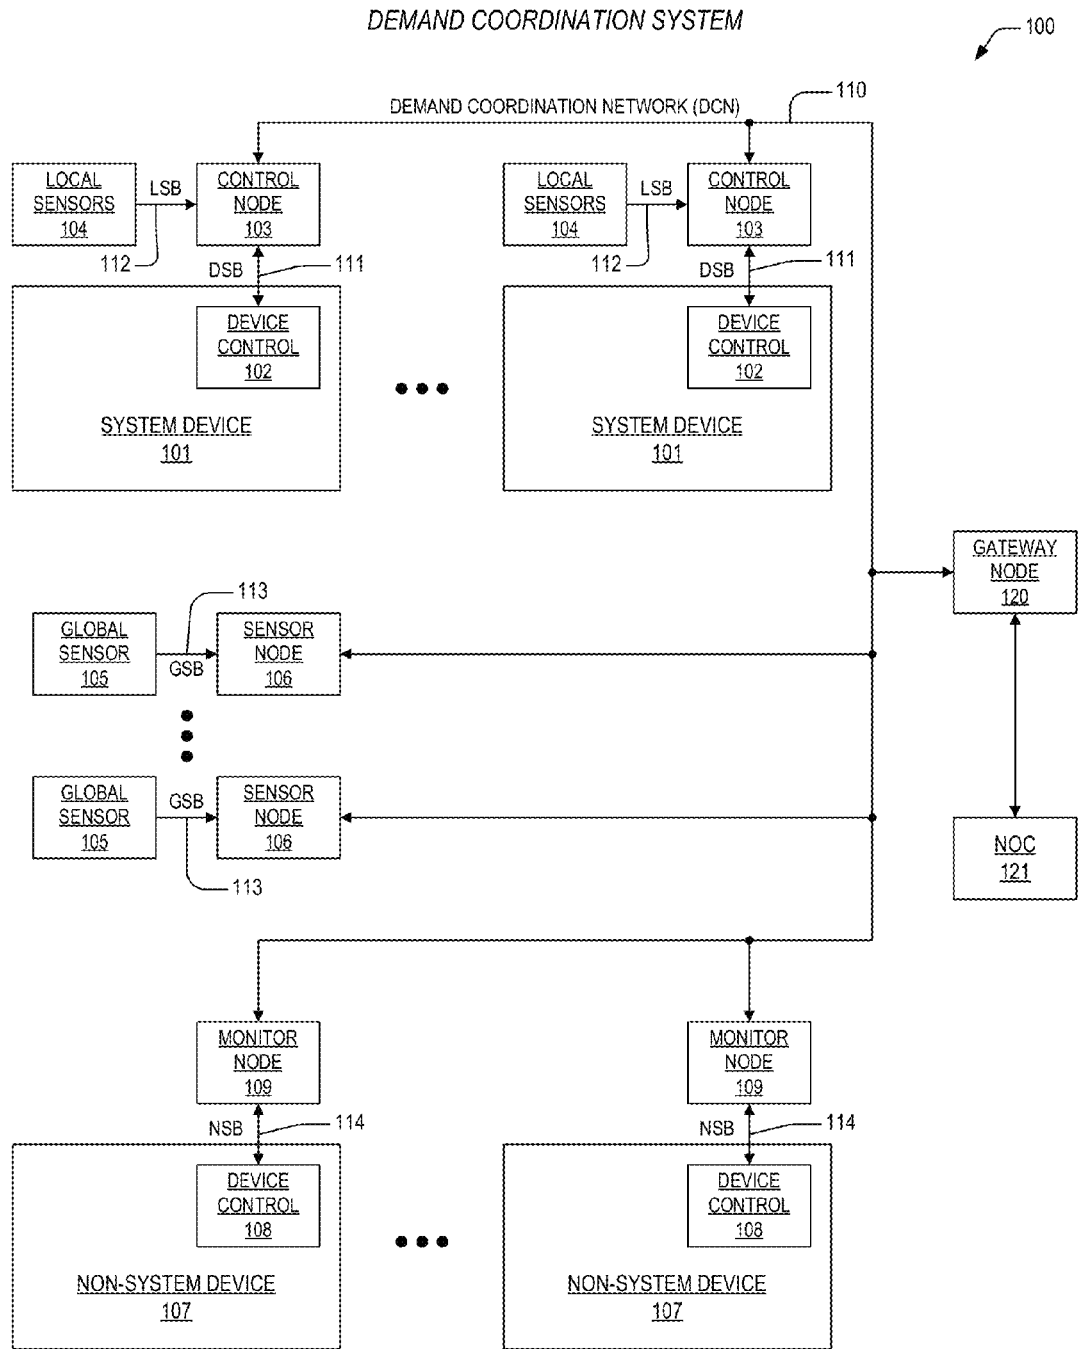 DEMAND COORDINATION SYSTEM
100
110
DEMAND COORDINATION NETWORK (DCN)
LOCAL
SENSORS
104
LSB
112
CONTROL
NODE
103
DSB
111
DEVICE
CONTROL
102
SYSTEM DEVICE
101
LOCAL
SENSORS
104
LSB
112
CONTROL
NODE
103
DSB
111
DEVICE
CONTROL
102
SYSTEM DEVICE
101
GATEWAY
NODE
120
113
GLOBAL
SENSOR
105
GSB
SENSOR
NODE
106
GLOBAL
SENSOR
105
GSB
113
SENSOR
NODE
106
NOC
121
MONITOR
NODE
109
NSB
114
DEVICE
CONTROL
108
NON-SYSTEM DEVICE
107
MONITOR
NODE
109
NSB
114
DEVICE
CONTROL
108
NON-SYSTEM DEVICE
107